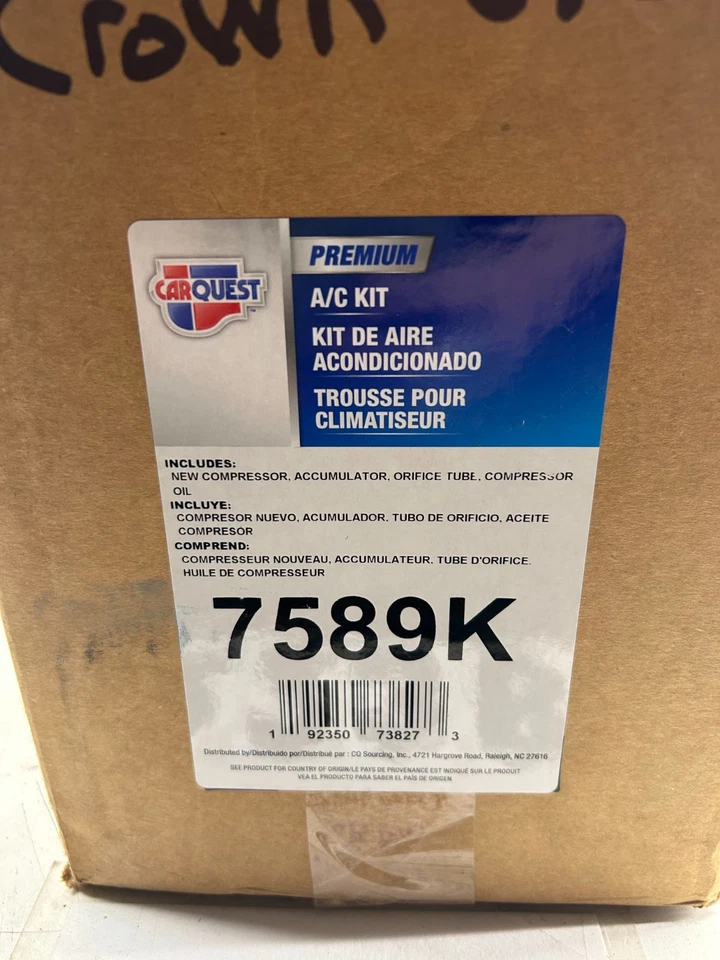 Crown
PREMIUM
CARQUEST
TM
A/C KIT
KIT DE AIRE
ACONDICIONADO
TROUSSE POUR
CLIMATISEUR
INCLUDES:
NEW COMPRESSOR, ACCUMULATOR, ORIFICE TUBE, COMPRESSOR
OIL
INCLUYE:
COMPRESOR NUEVO, ACUMULADOR, TUBO DE ORIFICIO, ACEITE
COMPRESOR
COMPREND:
COMPRESSEUR NOUVEAU, ACCUMULATEUR, TUBE D'ORIFICE,
HUILE DE COMPRESSEUR
7589K
1 92350 73827 3
Distributed by/Distribuido por/Distribué par : CQ Sourcing, Inc., 4721 Hargrove Road, Raleigh, NC 27616
SEE PRODUCT FOR COUNTRY OF ORIGIN/LE PAYS DE PROVENANCE EST INDIQUÉ SUR LE PRODUIT
VEA EL PRODUCTO PARA SABER EL PAÍS DE ORIGEN